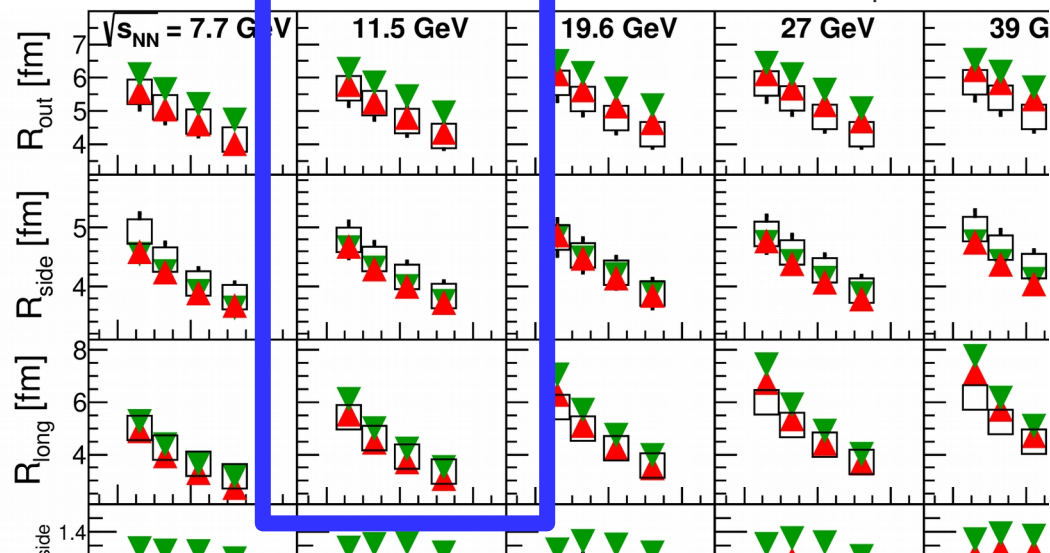 √sNN = 7.7 GeV 11.5 GeV 19.6 GeV 27 GeV 39 G
Rout [fm]
7
6
5
4
Rside [fm]
5
4
Rlong [fm]
8
6
4
side
1.4